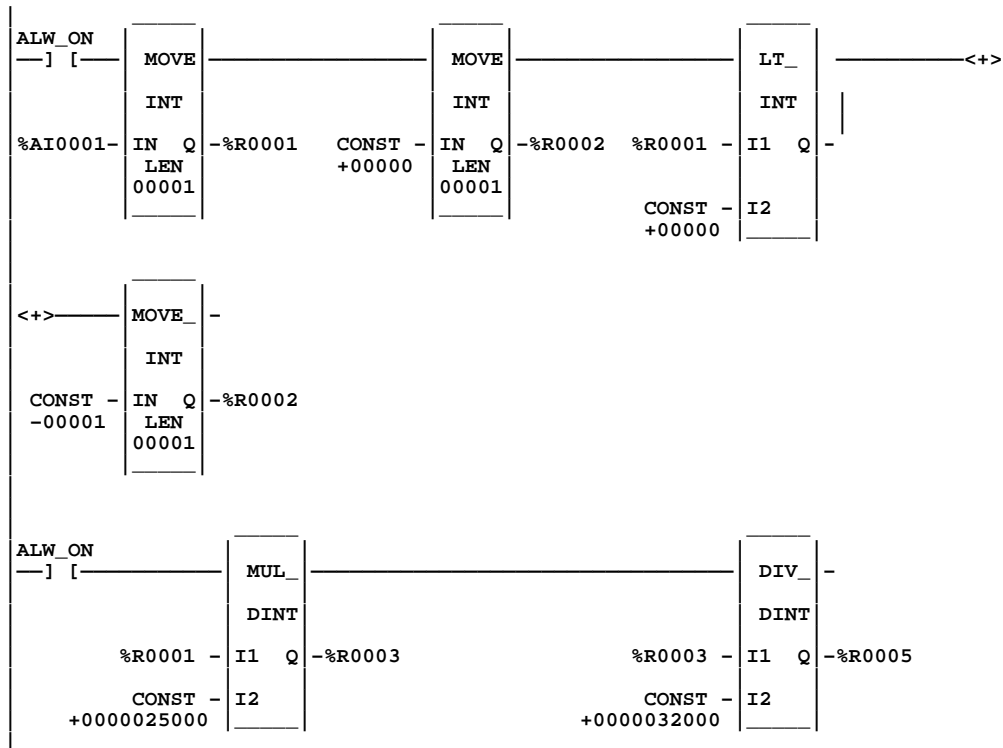 ALW_ON
] [ MOVE MOVE LT_ <+>
INT INT INT
%AI0001- IN Q -%R0001 CONST - IN Q -%R0002 %R0001 - I1 Q -
LEN +00000 LEN
00001 00001
CONST - I2
+00000
<+> MOVE_ -
INT
CONST - IN Q -%R0002
-00001 LEN
00001
ALW_ON
] [ MUL_ DIV_ -
DINT DINT
%R0001 - I1 Q -%R0003 %R0003 - I1 Q -%R0005
CONST - I2 CONST - I2
+0000025000 +0000032000